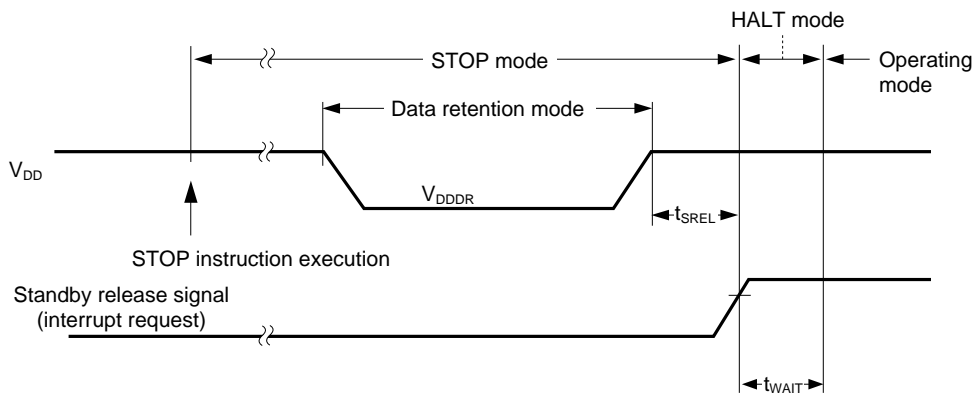 HALT mode
STOP mode
Operating
mode
Data retention mode
VDD
VDDDR
tSREL
STOP instruction execution
Standby release signal
(interrupt request)
tWAIT